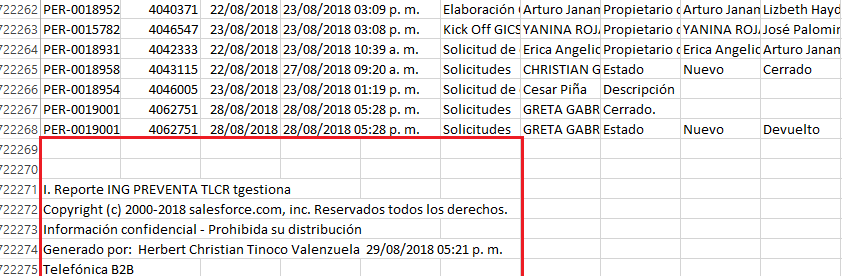 722262 PER-0018952 4040371 22/08/2018 23/08/2018 03:09 p. m. Elaboración Arturo Janan Propietario Arturo Janan Lizbeth Hayd
722263 PER-0015782 4046547 23/08/2018 23/08/2018 03:08 p. m. Kick Off GICS YANINA ROJA Propietario YANINA ROJA José Palomin
722264 PER-0018931 4042333 22/08/2018 23/08/2018 10:39 a. m. Solicitud de Erica Angelic Propietario Erica Angelic Arturo Janam
722265 PER-0018958 4043115 22/08/2018 27/08/2018 09:20 a. m. Solicitudes CHRISTIAN G Estado Nuevo Cerrado
722266 PER-0018954 4046005 23/08/2018 23/08/2018 01:19 p. m. Solicitud de Cesar Piña Descripción
722267 PER-0019001 4062751 28/08/2018 28/08/2018 05:28 p. m. Solicitudes GRETA GABR Cerrado.
722268 PER-0019001 4062751 28/08/2018 28/08/2018 05:28 p. m. Solicitudes GRETA GABR Estado Nuevo Devuelto
722269
722270
722271 I. Reporte ING PREVENTA TLCR tgestiona
722272 Copyright (c) 2000-2018 salesforce.com, inc. Reservados todos los derechos.
722273 Información confidencial - Prohibida su distribución
722274 Generado por: Herbert Christian Tinoco Valenzuela 29/08/2018 05:21 p. m.
722275 Telefónica B2B